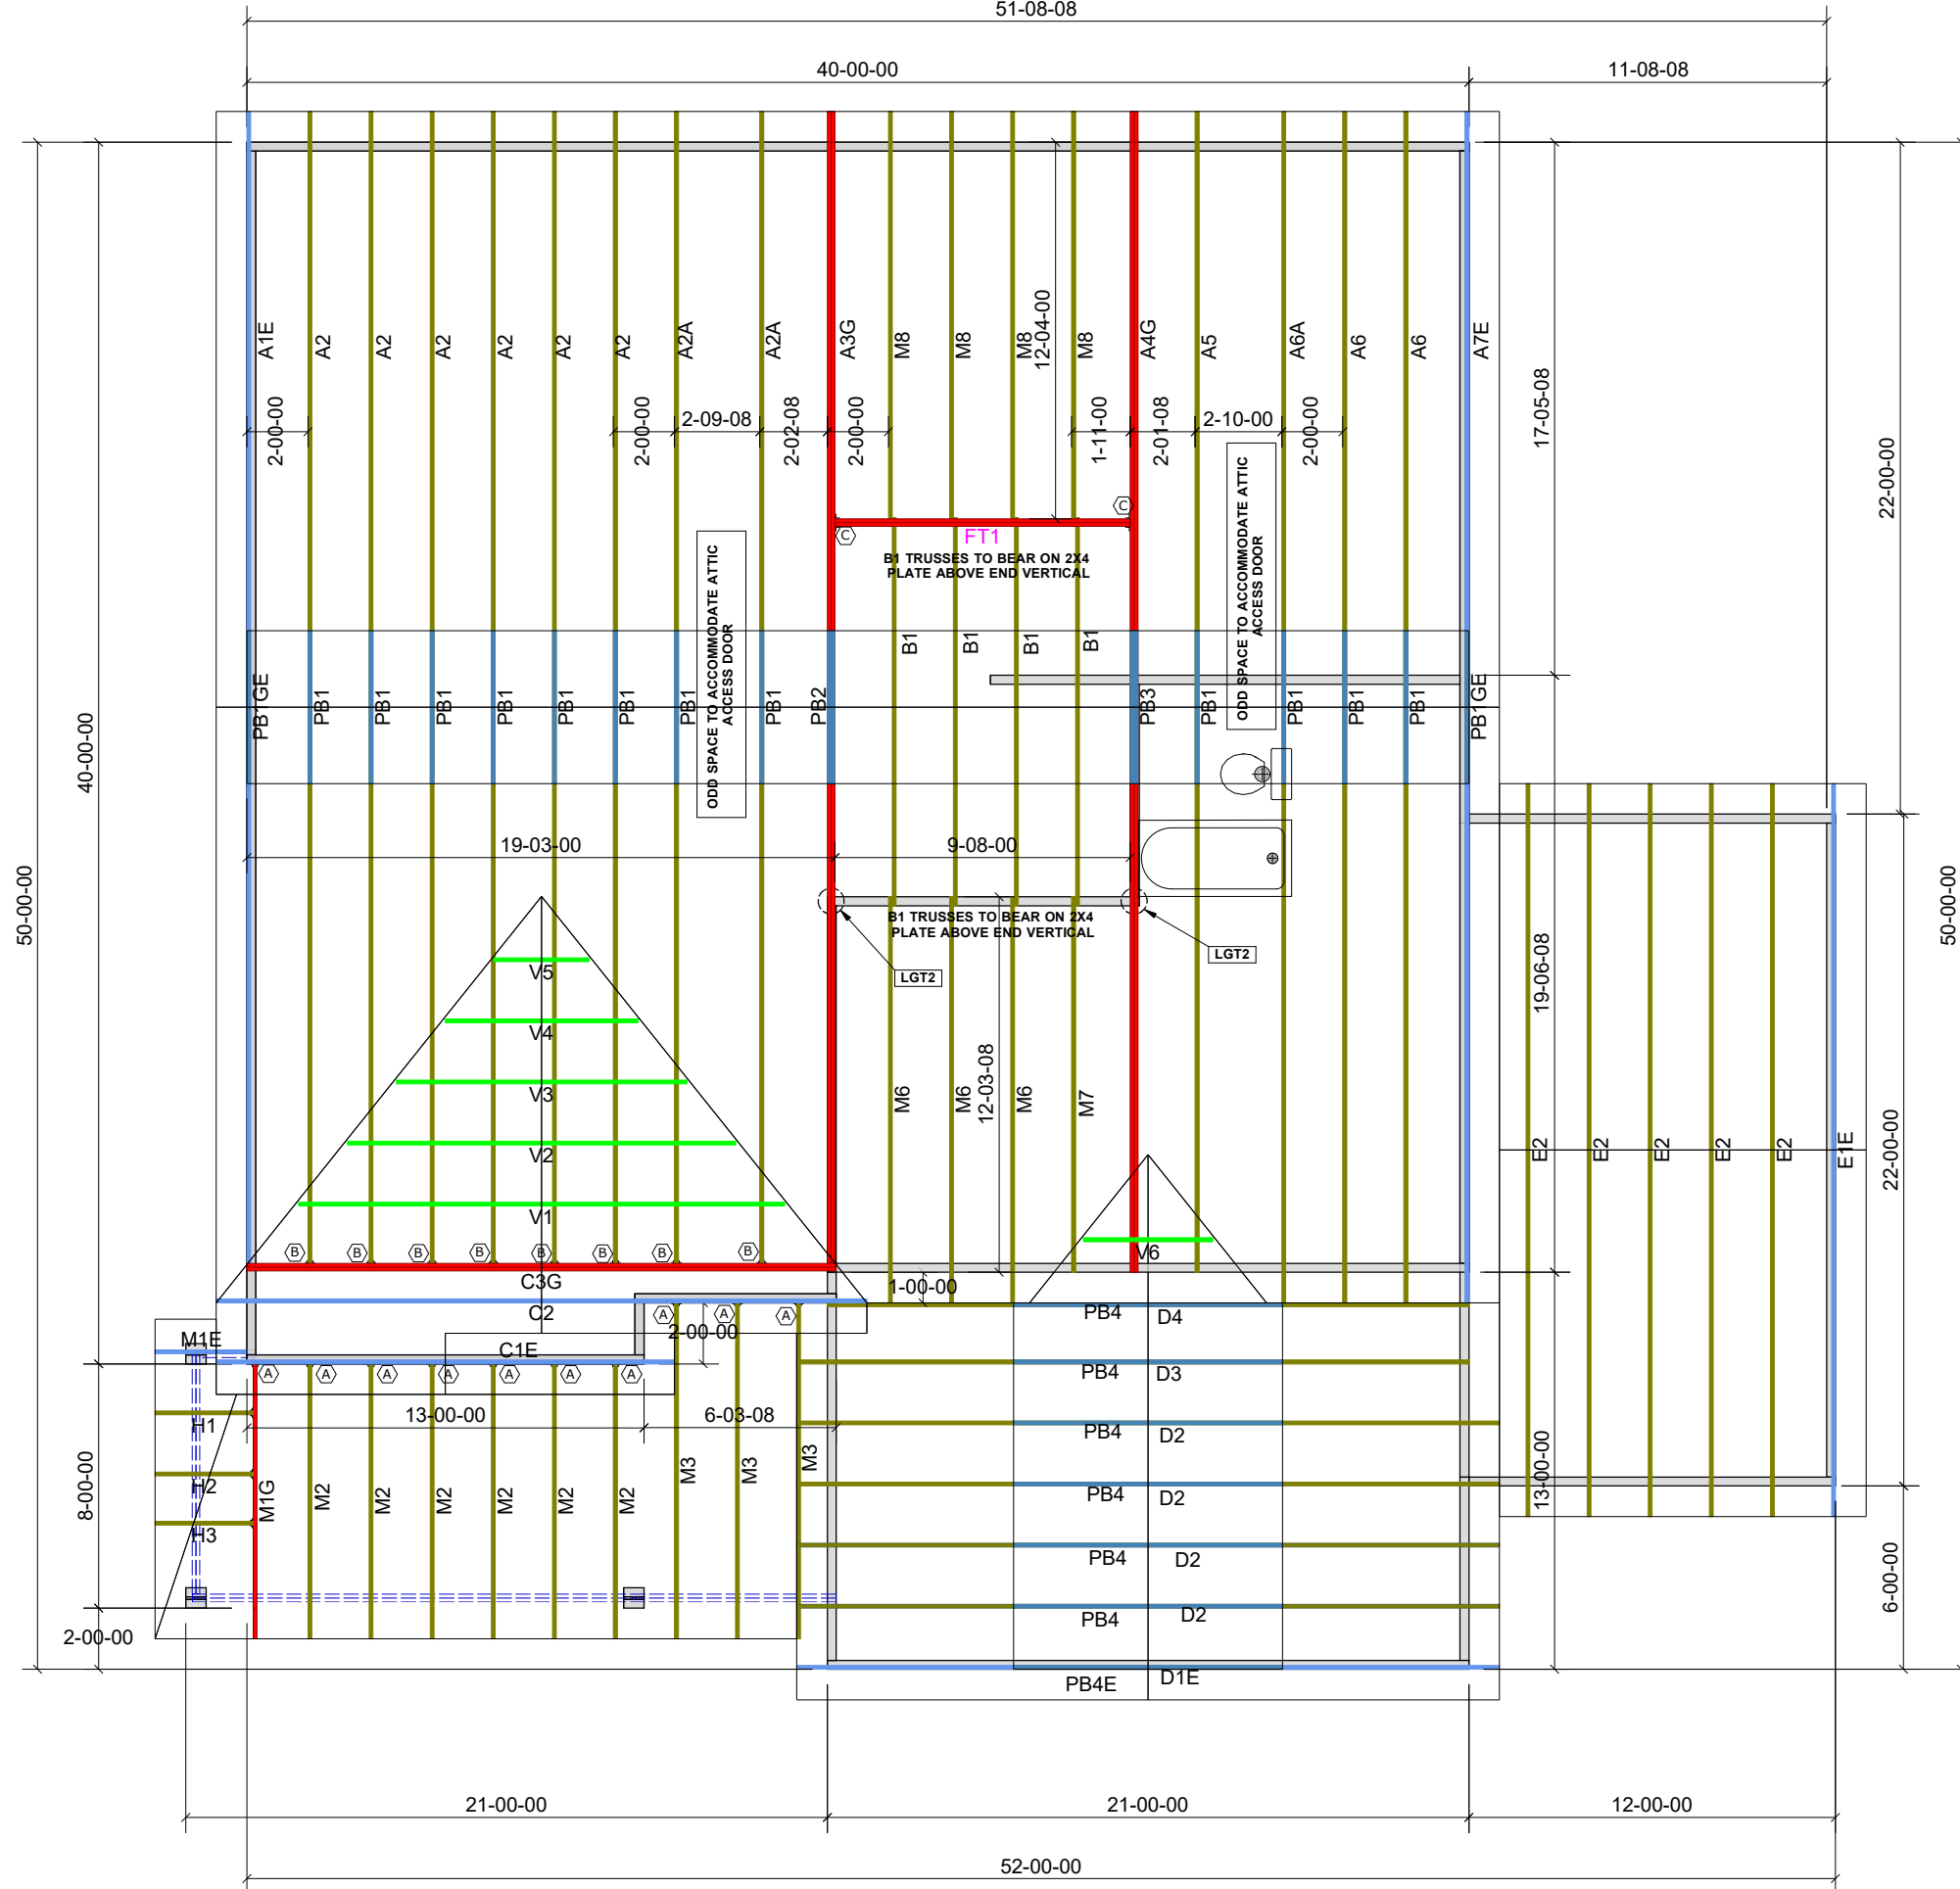 51-08-08
40-00-00
11-08-08
A1E
A2
A2
A2
A2
A2
A2
A2A
A2A
A3G
M8
M8
M8
M8
A4G
A5
A6A
A6
A6
A7E
12-04-00
17-05-08
22-00-00
2-00-00
2-00-00
2-09-08
2-02-08
2-00-00
1-11-00
2-01-08
2-10-00
2-00-00
C
C
FT1
B1 TRUSSES TO BEAR ON 2X4
PLATE ABOVE END VERTICAL
ODD SPACE TO ACCOMMODATE ATTIC
ACCESS DOOR
ODD SPACE TO ACCOMMODATE ATTIC
ACCESS DOOR
B1
B1
B1
B1
PB1GE
PB1
PB1
PB1
PB1
PB1
PB1
PB1
PB1
PB2
PB3
PB1
PB1
PB1
PB1
PB1GE
40-00-00
50-00-00
19-03-00
9-08-00
B1 TRUSSES TO BEAR ON 2X4
PLATE ABOVE END VERTICAL
LGT2
LGT2
50-00-00
19-06-08
12-03-08
V5
V4
V3
V2
V1
M6
M6
M6
M7
E2
E2
E2
E2
E2
E1E
22-00-00
B
B
B
B
B
B
B
B
V6
C3G
1-00-00
C2
A
A
A
2-00-00
PB4
D4
M1E
C1E
A
A
A
A
A
A
A
PB4
D3
13-00-00
6-03-08
H1
H2
H3
M1G
M2
M2
M2
M2
M2
M2
M3
M3
M3
PB4
D2
PB4
D2
PB4
D2
PB4
D2
PB4E
D1E
13-00-00
8-00-00
6-00-00
2-00-00
21-00-00
21-00-00
12-00-00
52-00-00